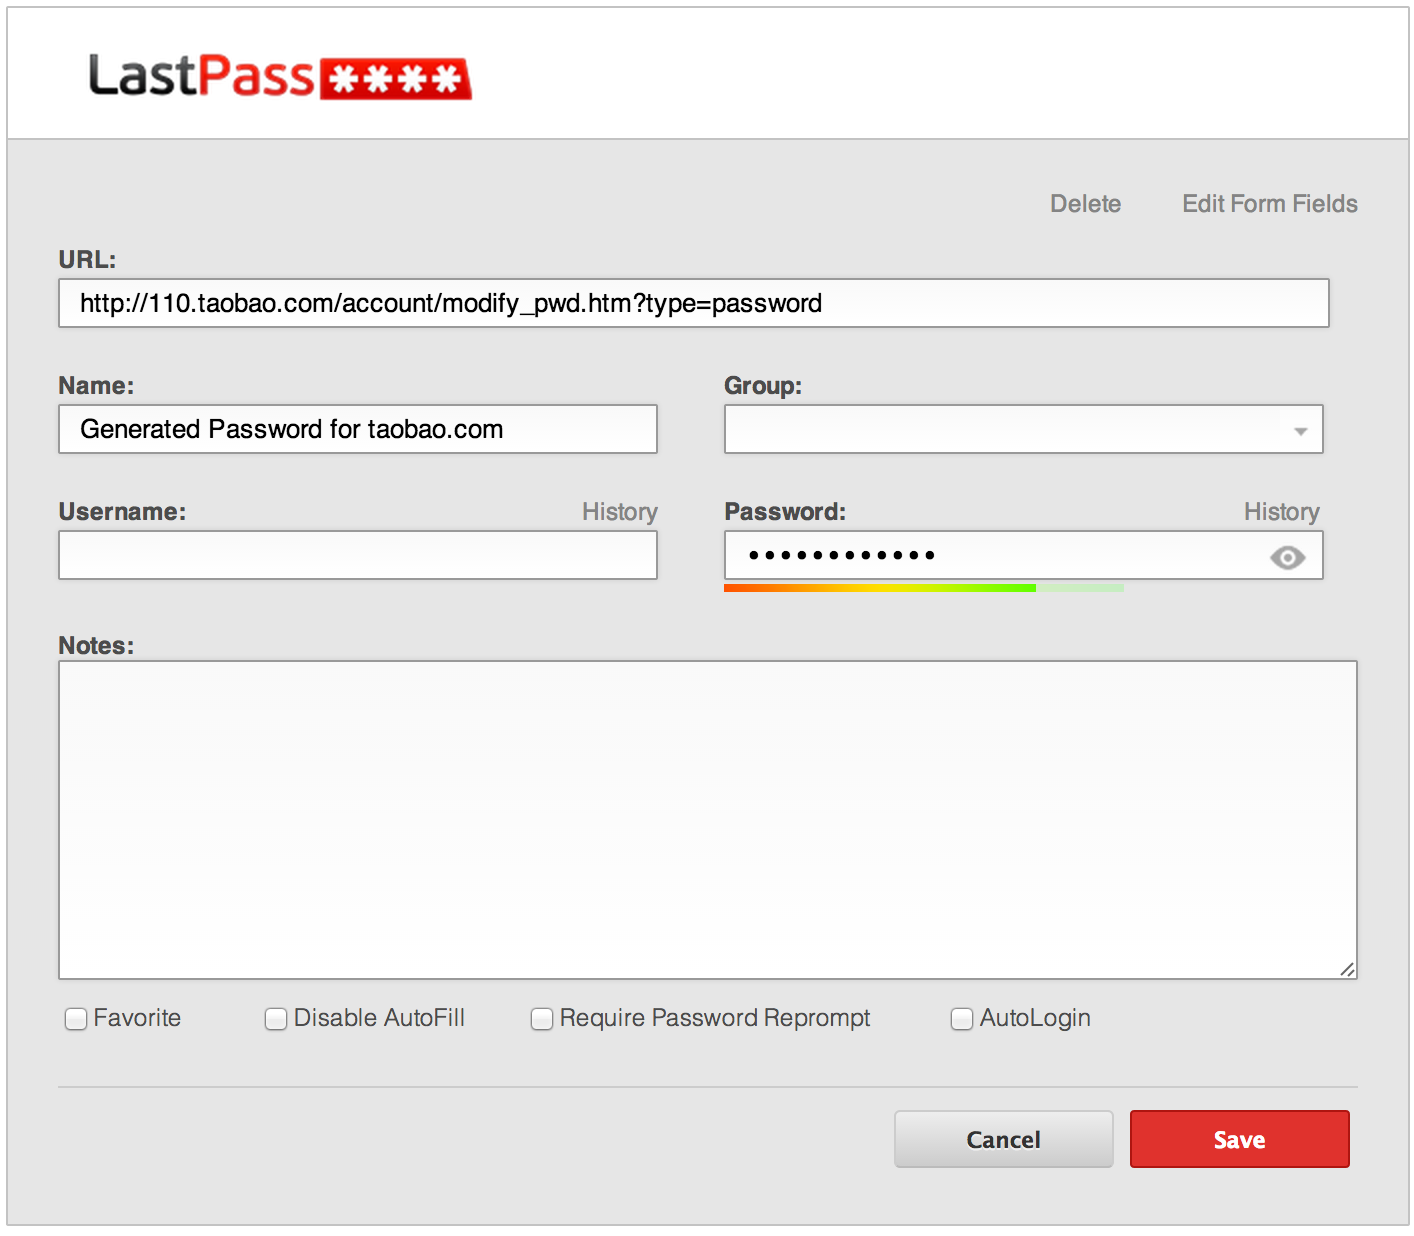 LastPass ****
Delete Edit Form Fields
URL:
http://110.taobao.com/account/modify_pwd.htm?type=password
Name: Group:
Generated Password for taobao.com
Username: History Password: History
••••••••••••
Notes:
Favorite Disable AutoFill Require Password Reprompt AutoLogin
Cancel Save